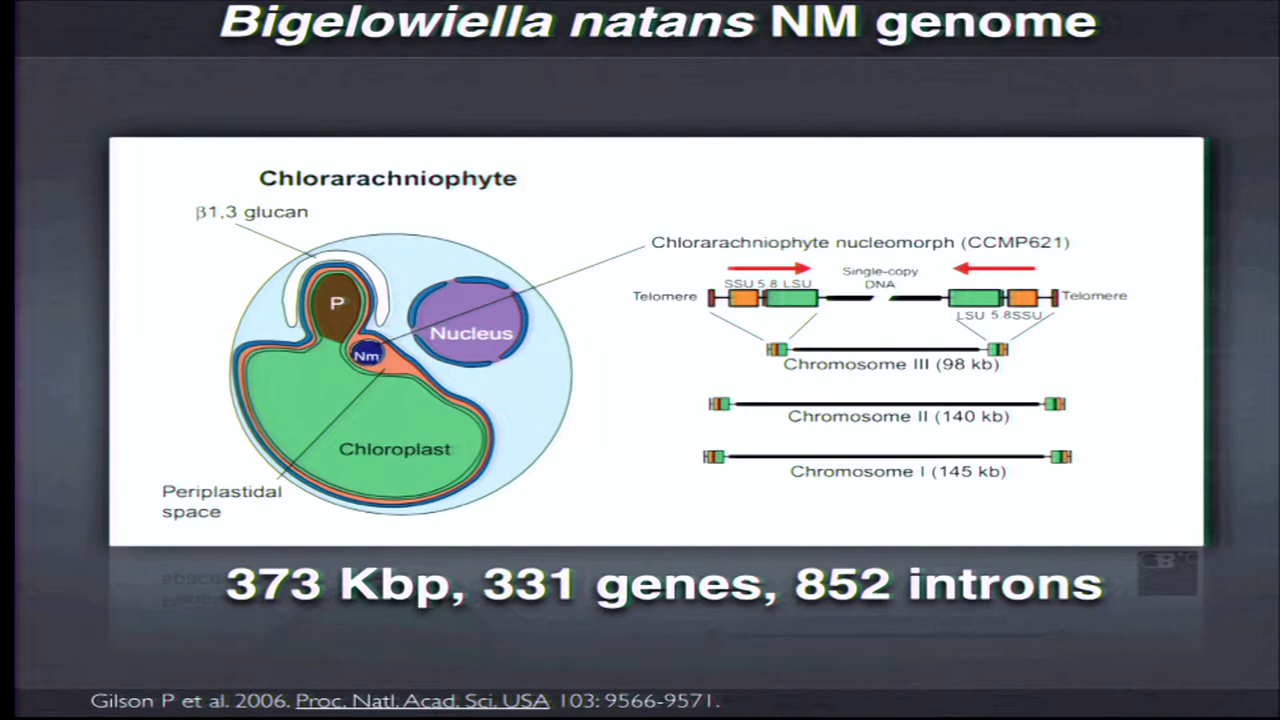 Bigelowiella natans NM genome
Chlorarachniophyte
β1,3 glucan
P
Nm
Nucleus
Chloroplast
Periplastidal
space
Chlorarachniophyte nucleomorph (CCMP621)
Single-copy
DNA
SSU 5.8 LSU
Telomere
Telomere
LSU 5.8SSU
Chromosome III (98 kb)
Chromosome II (140 kb)
Chromosome I (145 kb)
373 Kbp, 331 genes, 852 introns
Gilson P et al. 2006. Proc. Natl. Acad. Sci. USA 103: 9566-9571.